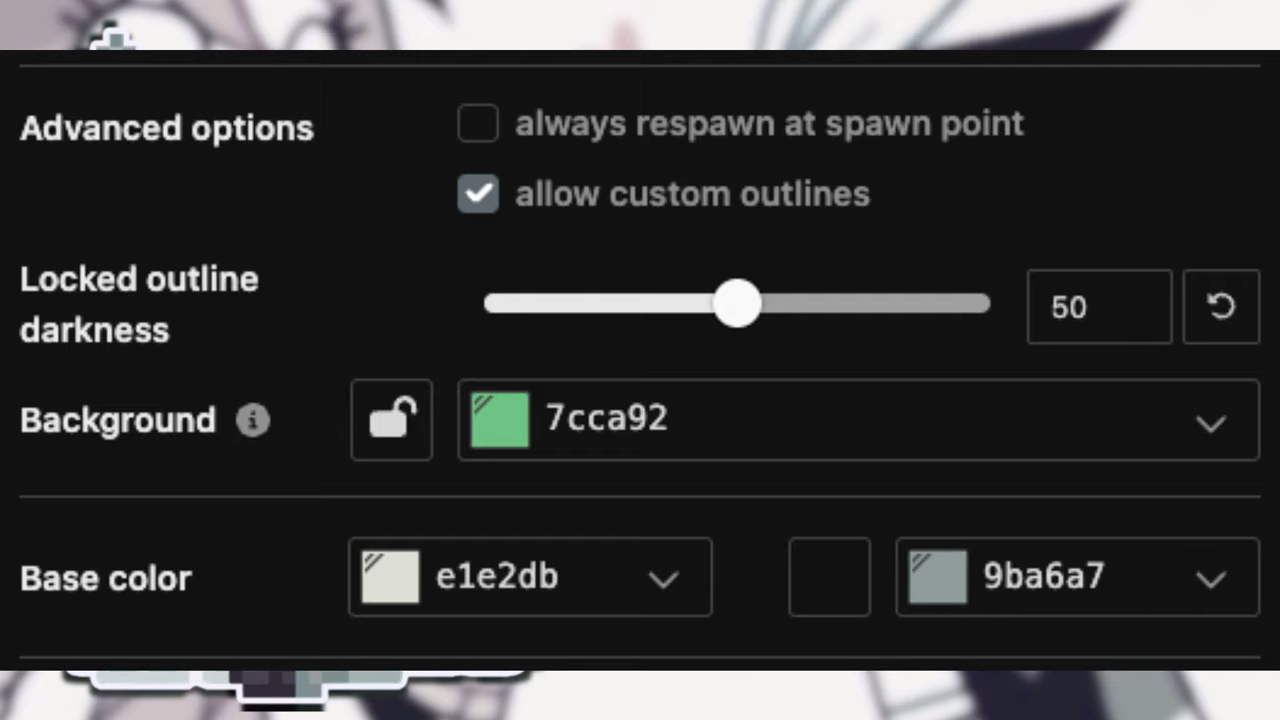 Advanced options
always respawn at spawn point
allow custom outlines
Locked outline
darkness
50
Background
7cca92
Base color
e1e2db
9ba6a7